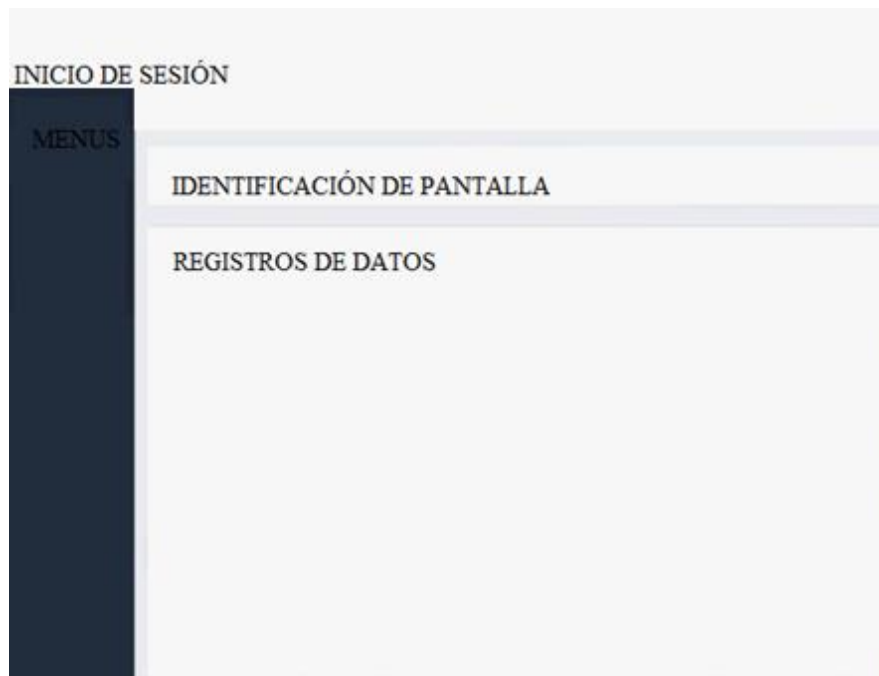 INICIO DE SESIÓN
MENUS
IDENTIFICACIÓN DE PANTALLA
REGISTROS DE DATOS